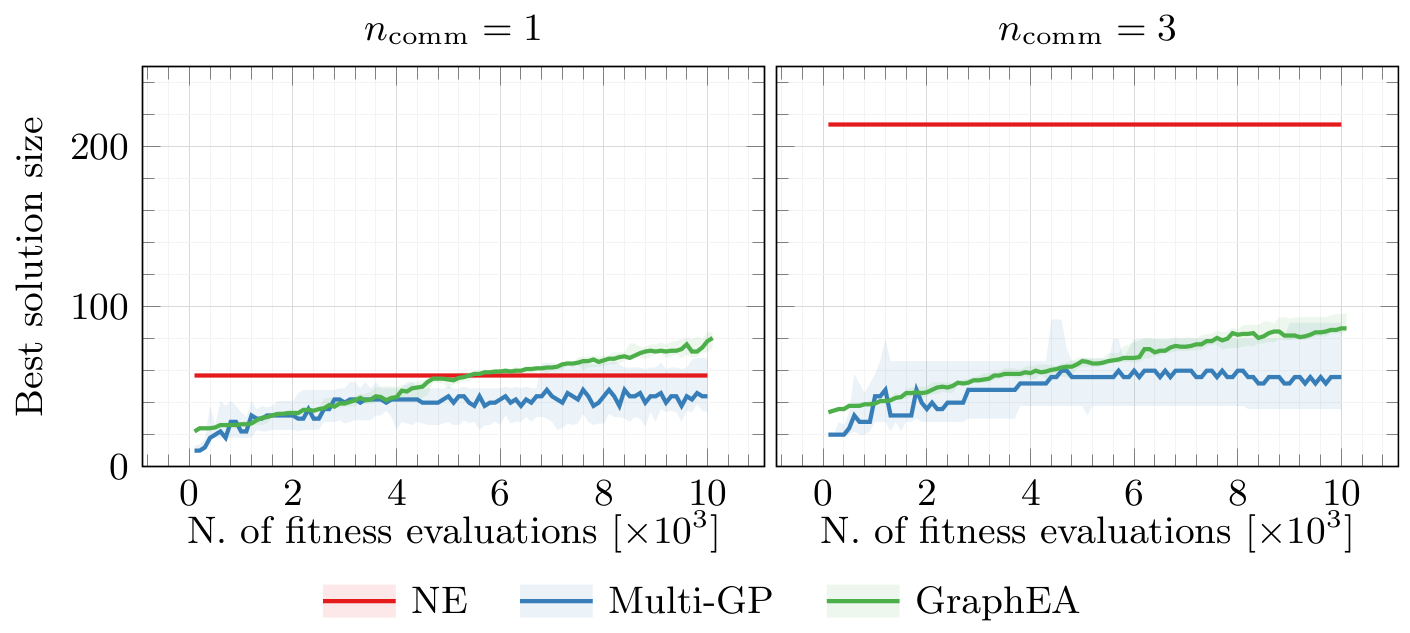 n_comm = 1
n_comm = 3
Best solution size
200
100
0
0 2 4 6 8 10
0 2 4 6 8 10
N. of fitness evaluations [×10³]
N. of fitness evaluations [×10³]
NE Multi-GP GraphEA